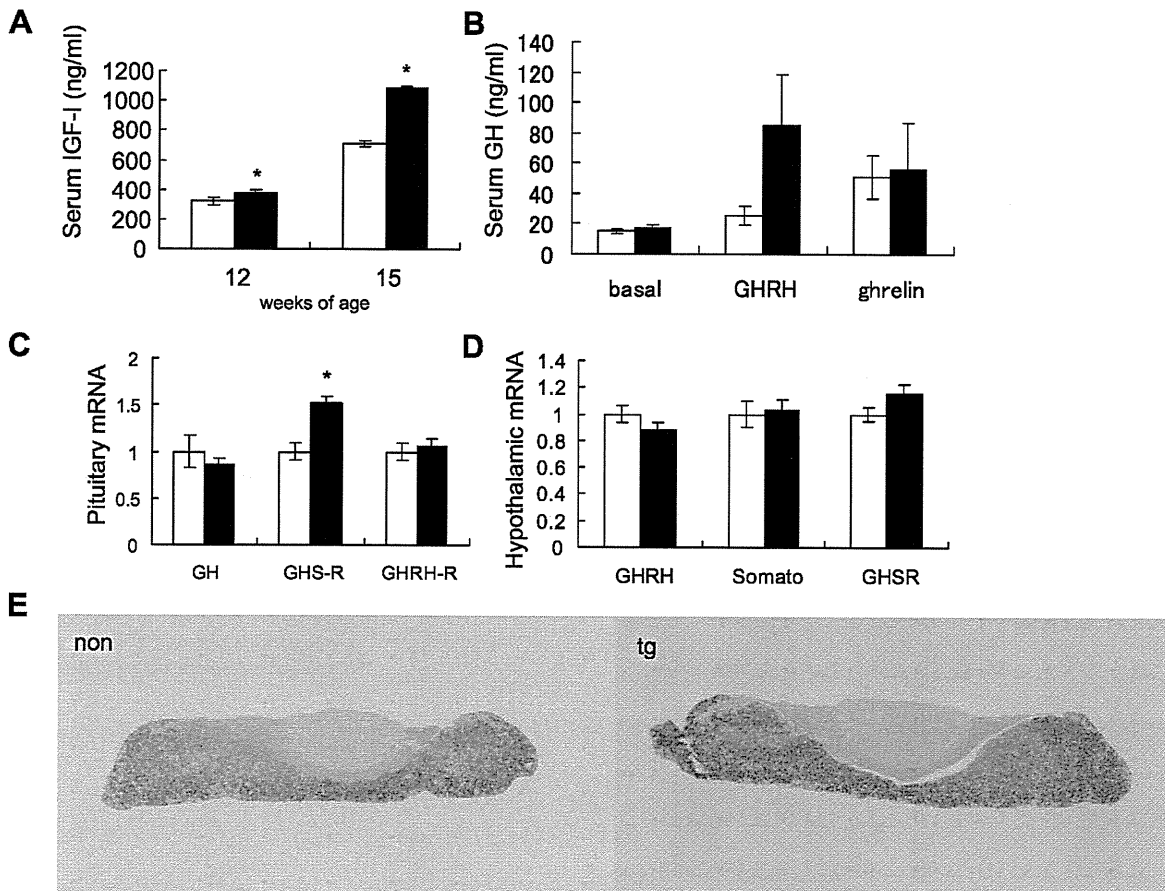 A
Serum IGF-I (ng/ml)
1200
1000
800
600
400
200
0
*
*
12 15
weeks of age
B
Serum GH (ng/ml)
140
120
100
80
60
40
20
0
basal GHRH ghrelin
C
Pituitary mRNA
2
1.5
1
0.5
0
*
GH GHS-R GHRH-R
D
Hypothalamic mRNA
1.4
1.2
1
0.8
0.6
0.4
0.2
0
GHRH Somato GHSR
E
non tg